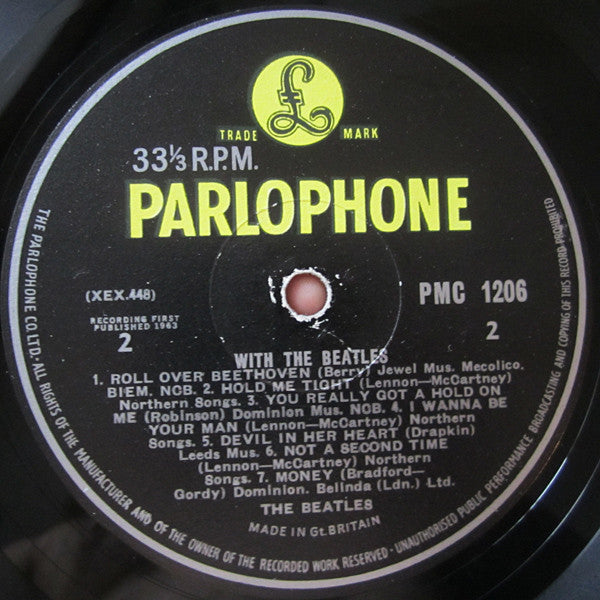 £
TRADE MARK
33⅓ R.P.M.
PARLOPHONE
(XEX.448)
PMC 1206
RECORDING FIRST
PUBLISHED 1963
2
2
WITH THE BEATLES
1. ROLL OVER BEETHOVEN (Berry) Jewel Mus. Mecolico.
BIEM. NCB. 2. HOLD ME TIGHT (Lennon—McCartney)
Northern Songs. 3. YOU REALLY GOT A HOLD ON
ME (Robinson) Dominion Mus. NCB. 4. I WANNA BE
YOUR MAN (Lennon—McCartney) Northern
Songs. 5. DEVIL IN HER HEART (Drapkin)
Leeds Mus. 6. NOT A SECOND TIME
(Lennon—McCartney) Northern
Songs. 7. MONEY (Bradford—
Gordy) Dominion. Belinda (Ldn.) Ltd.
THE BEATLES
MADE IN Gt. BRITAIN
THE PARLOPHONE CO. LTD.·ALL RIGHTS OF THE MANUFACTURER AND OF THE OWNER OF THE RECORDED WORK RESERVED·UNAUTHORISED PUBLIC PERFORMANCE BROADCASTING AND COPYING OF THIS RECORD PROHIBITED